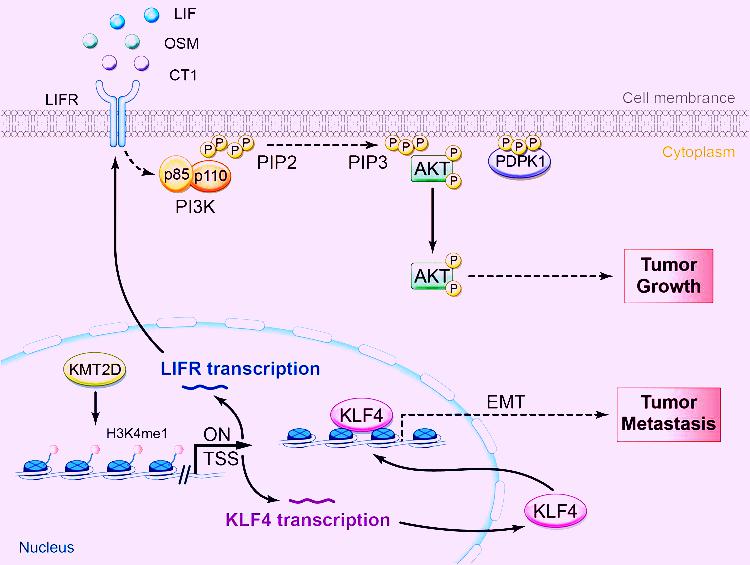 LIF
OSM
CT1
LIFR
Cell membrance
Cytoplasm
P P P P
PIP2
PIP3
P P P
AKT
P
P
P P P
PDPK1
p85 p110
PI3K
AKT
P
P
Tumor
Growth
KMT2D
LIFR transcription
H3K4me1
ON
TSS
KLF4
EMT
Tumor
Metastasis
KLF4 transcription
KLF4
Nucleus